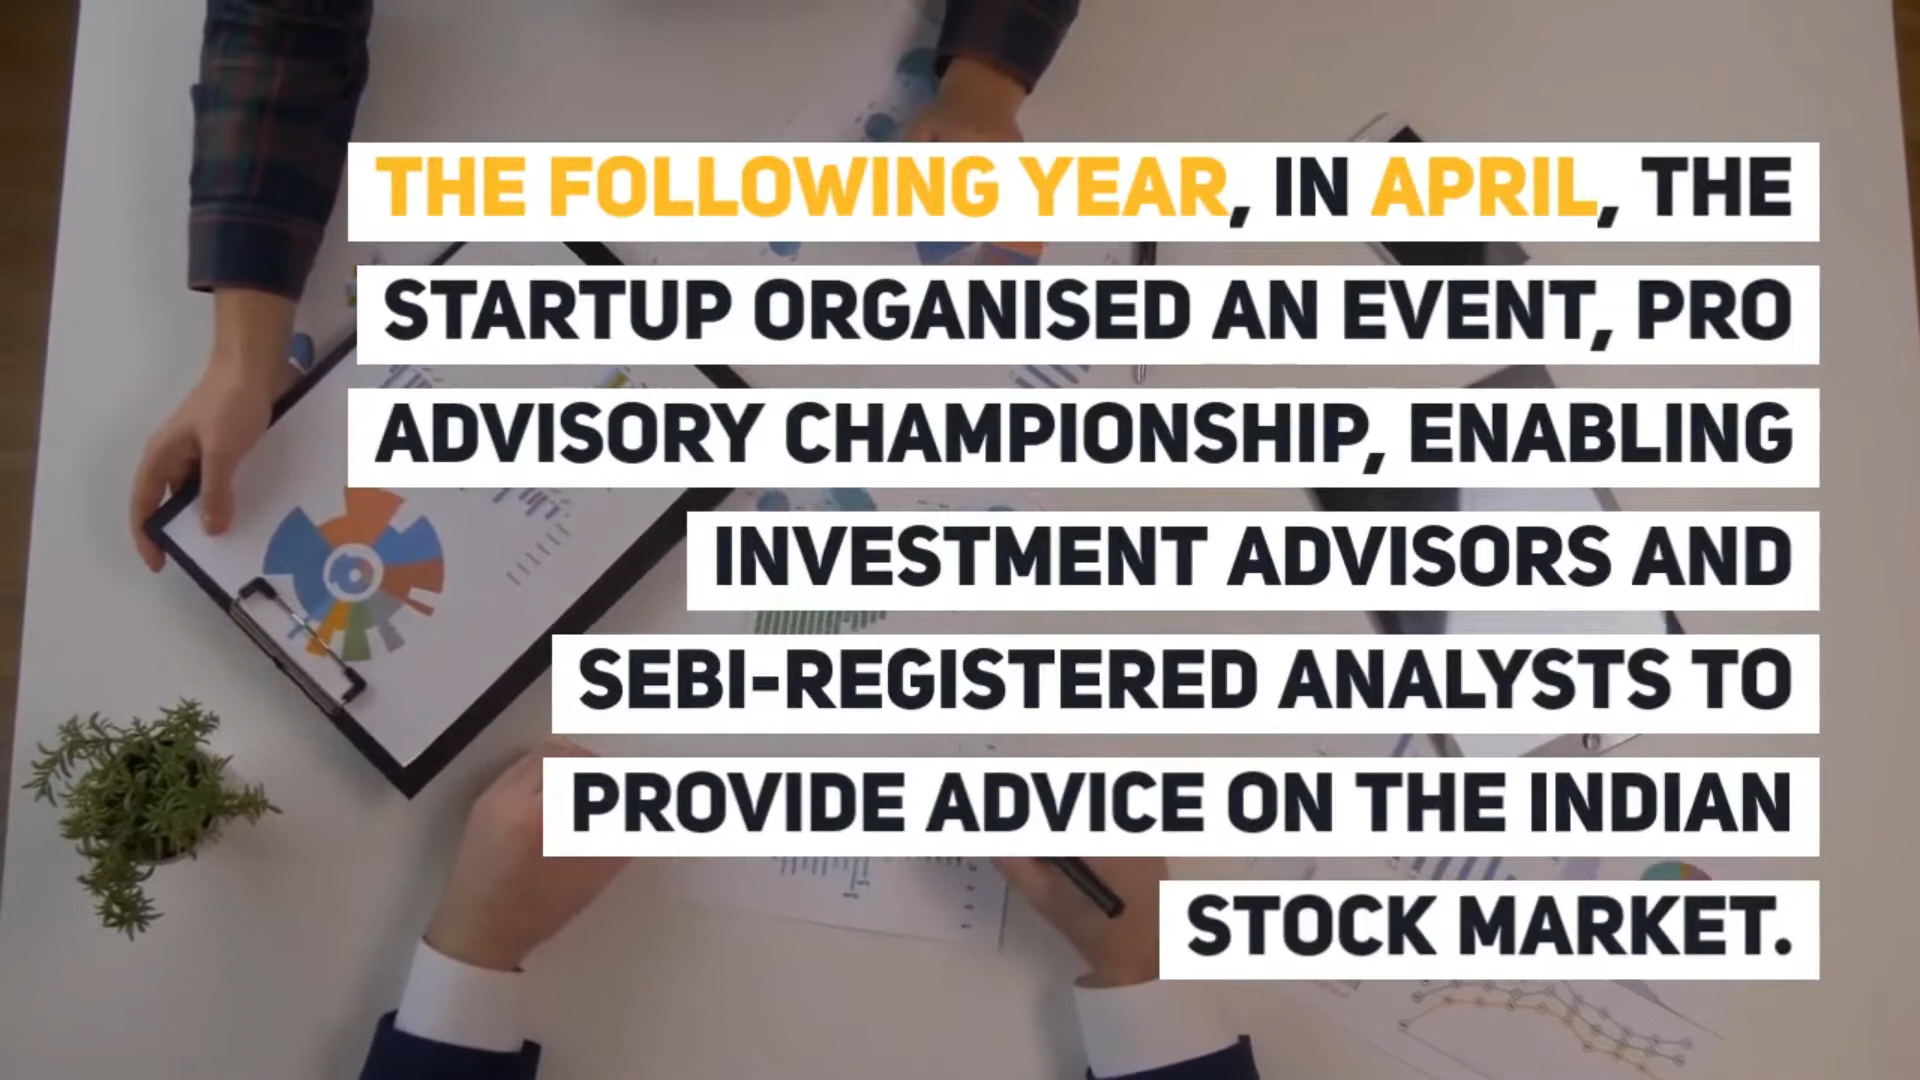 THE FOLLOWING YEAR, IN APRIL, THE
STARTUP ORGANISED AN EVENT, PRO
ADVISORY CHAMPIONSHIP, ENABLING
INVESTMENT ADVISORS AND
SEBI-REGISTERED ANALYSTS TO
PROVIDE ADVICE ON THE INDIAN
STOCK MARKET.